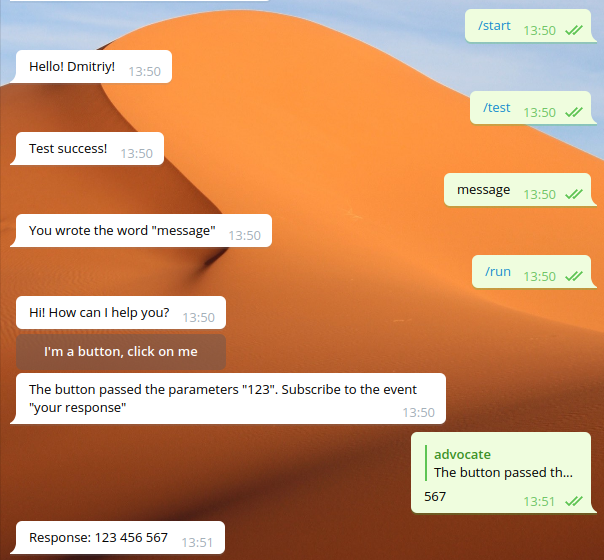 /start 13:50
Hello! Dmitriy! 13:50
/test 13:50
Test success! 13:50
message 13:50
You wrote the word "message" 13:50
/run 13:50
Hi! How can I help you? 13:50
I'm a button, click on me
The button passed the parameters "123". Subscribe to the event
"your response" 13:50
advocate
The button passed th...
567 13:51
Response: 123 456 567 13:51